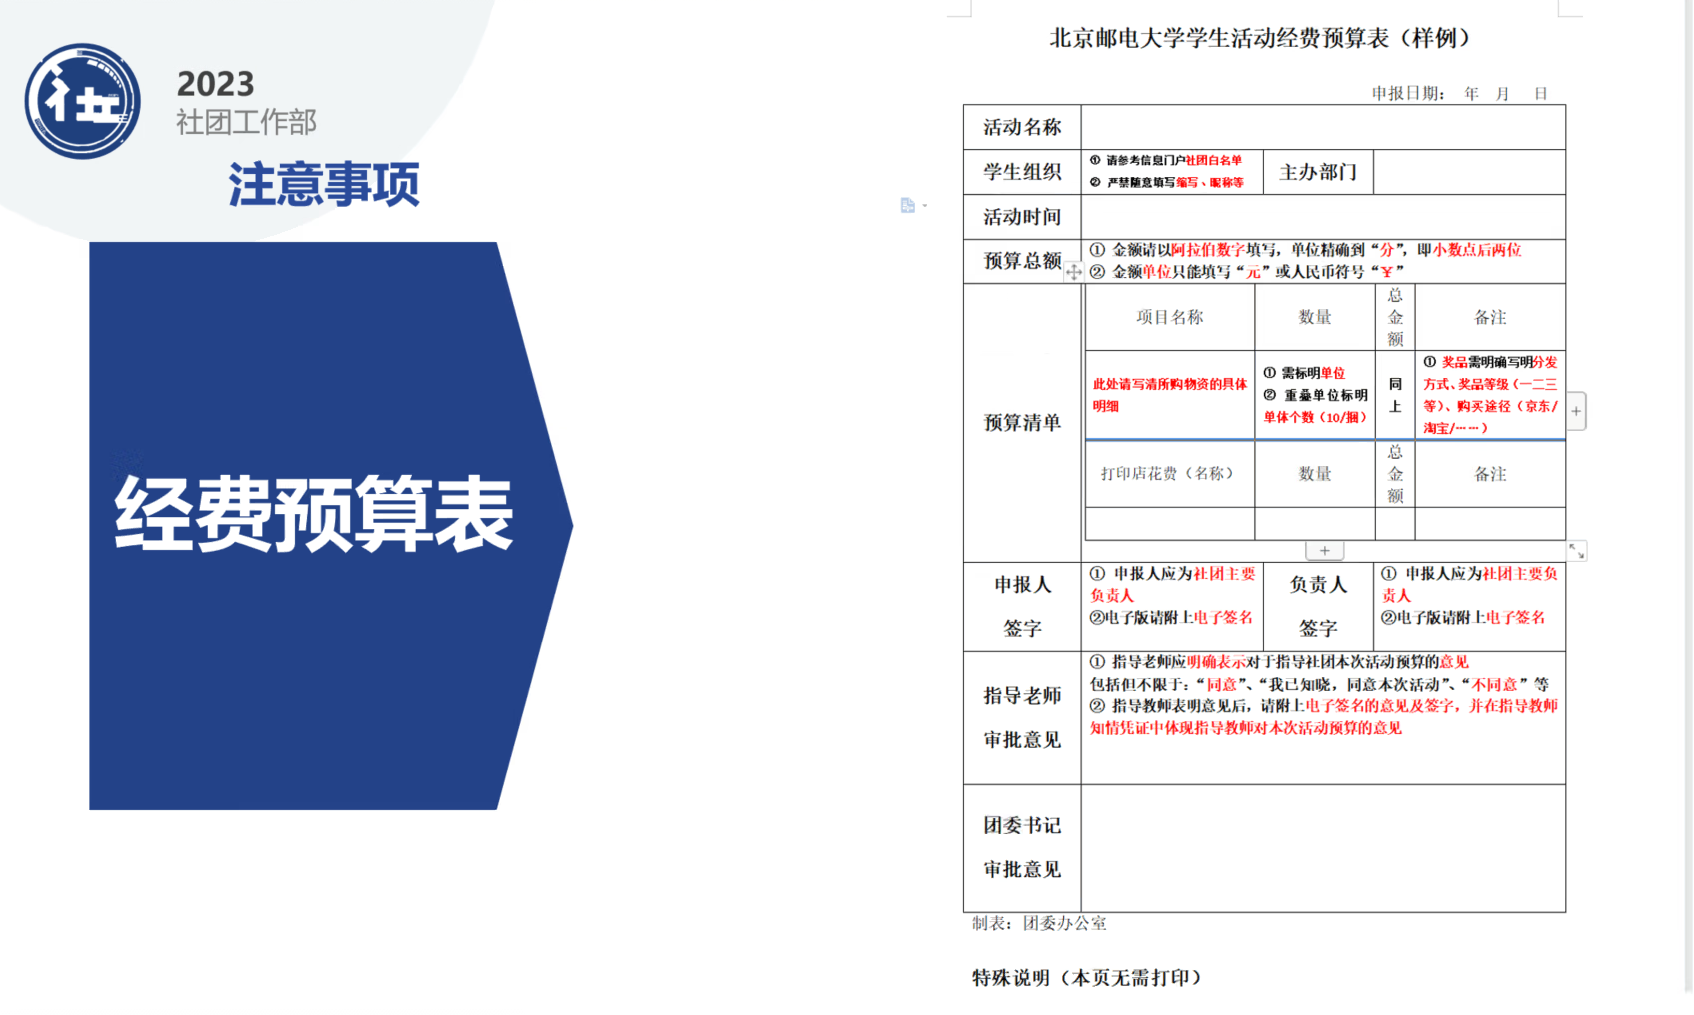 社
2023
社团工作部
注意事项
经费预算表
北京邮电大学学生活动经费预算表（样例）
申报日期： 年 月 日
活动名称
学生组织
① 请参考信息门户社团白名单
② 严禁随意填写缩写、昵称等
主办部门
活动时间
预算总额
① 金额请以阿拉伯数字填写，单位精确到“分”，即小数点后两位
② 金额单位只能填写“元”或人民币符号“¥”
预算清单
项目名称
数量
总
金
额
备注
此处请写清所购物资的具体
明细
① 需标明单位
② 重叠单位标明
单体个数（10/捆）
同
上
① 奖品需明确写明分发
方式、奖品等级（一二三
等）、购买途径（京东/
淘宝/……）
打印店花费（名称）
数量
总
金
额
备注
申报人
签字
① 申报人应为社团主要
负责人
②电子版请附上电子签名
负责人
签字
① 申报人应为社团主要负
责人
②电子版请附上电子签名
指导老师
审批意见
① 指导老师应明确表示对于指导社团本次活动预算的意见
包括但不限于：“同意”、“我已知晓，同意本次活动”、“不同意”等
② 指导教师表明意见后，请附上电子签名的意见及签字，并在指导教师
知情凭证中体现指导教师对本次活动预算的意见
团委书记
审批意见
制表：团委办公室
特殊说明（本页无需打印）